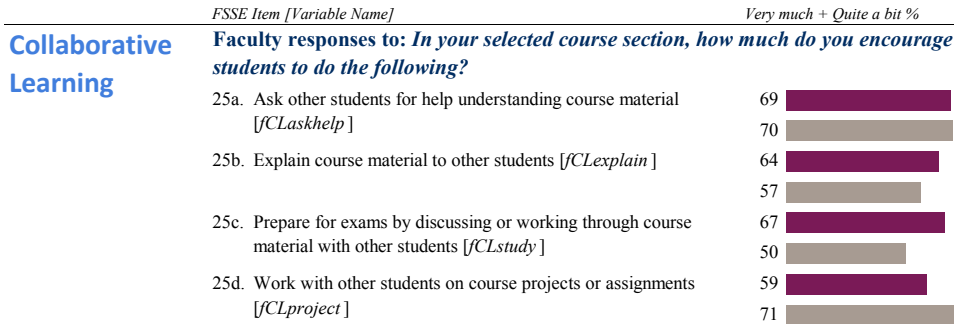 FSSE Item [Variable Name] Very much + Quite a bit %
Collaborative
Learning
Faculty responses to: In your selected course section, how much do you encourage
students to do the following?
25a. Ask other students for help understanding course material 69
[fCLaskhelp ]
70
25b. Explain course material to other students [fCLexplain ] 64
57
25c. Prepare for exams by discussing or working through course 67
material with other students [fCLstudy ]
50
25d. Work with other students on course projects or assignments 59
[fCLproject ]
71